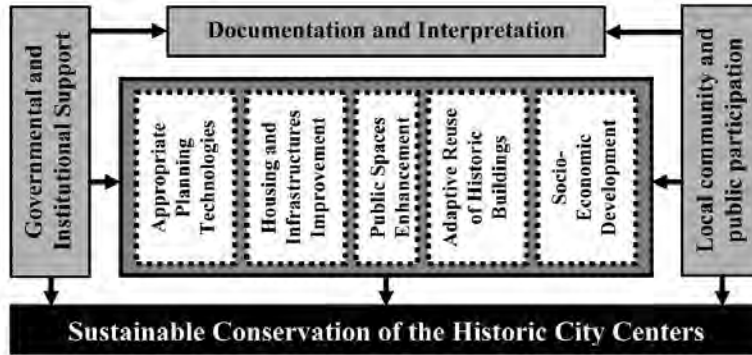 Documentation and Interpretation
Governmental and
Institutional Support
Appropriate
Planning
Technologies
Housing and
Infrastructures
Improvement
Public Spaces
Enhancement
Adaptive Reuse
of Historic
Buildings
Socio-
Economic
Development
Local community and
public participation
Sustainable Conservation of the Historic City Centers